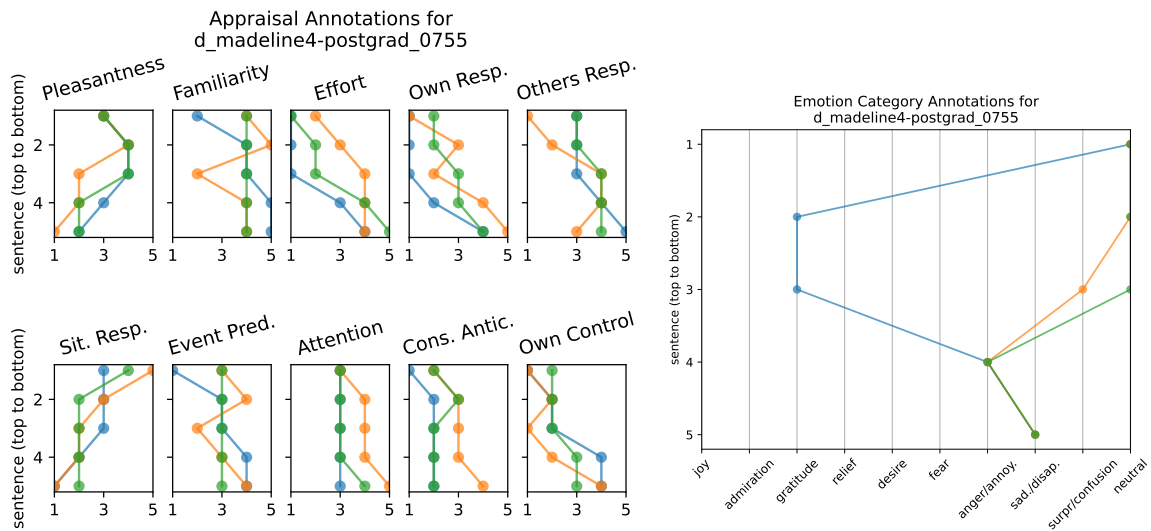 Appraisal Annotations for
d_madeline4-postgrad_0755
Pleasantness Familiarity Effort Own Resp. Others Resp.
sentence (top to bottom)
2
4
1 3 5 1 3 5 1 3 5 1 3 5 1 3 5
Sit. Resp. Event Pred. Attention Cons. Antic. Own Control
sentence (top to bottom)
2
4
1 3 5 1 3 5 1 3 5 1 3 5 1 3 5
Emotion Category Annotations for
d_madeline4-postgrad_0755
sentence (top to bottom)
1
2
3
4
5
joy admiration gratitude relief desire fear anger/annoy. sad./disap. surpr/confusion neutral